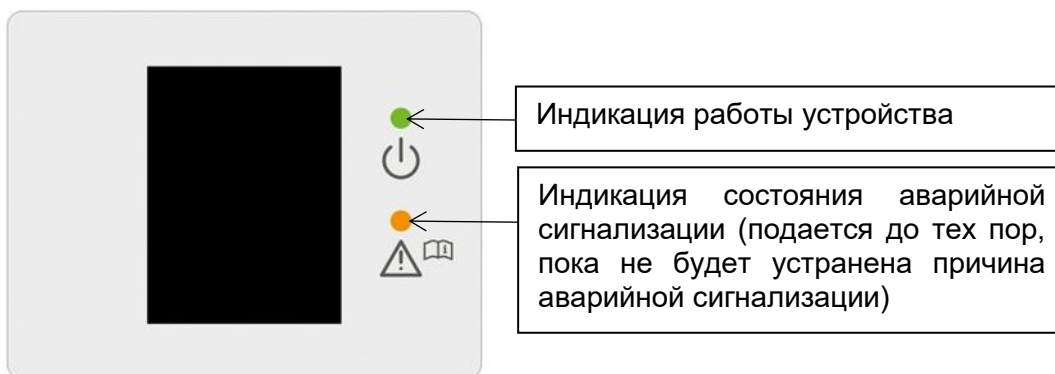 Индикация работы устройства
Индикация состояния аварийной
сигнализации (подается до тех пор,
пока не будет устранена причина
аварийной сигнализации)